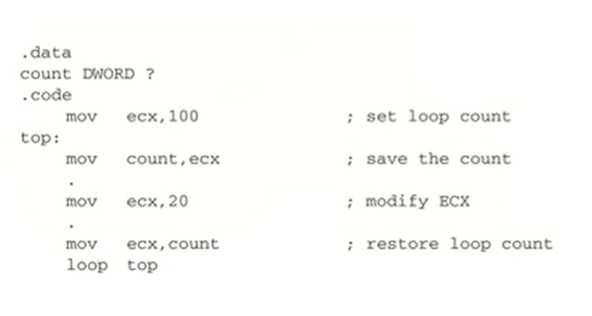 .data
count DWORD ?
.code
mov ecx,100 ; set loop count
top:
mov count,ecx ; save the count
.
mov ecx,20 ; modify ECX
.
mov ecx,count ; restore loop count
loop top